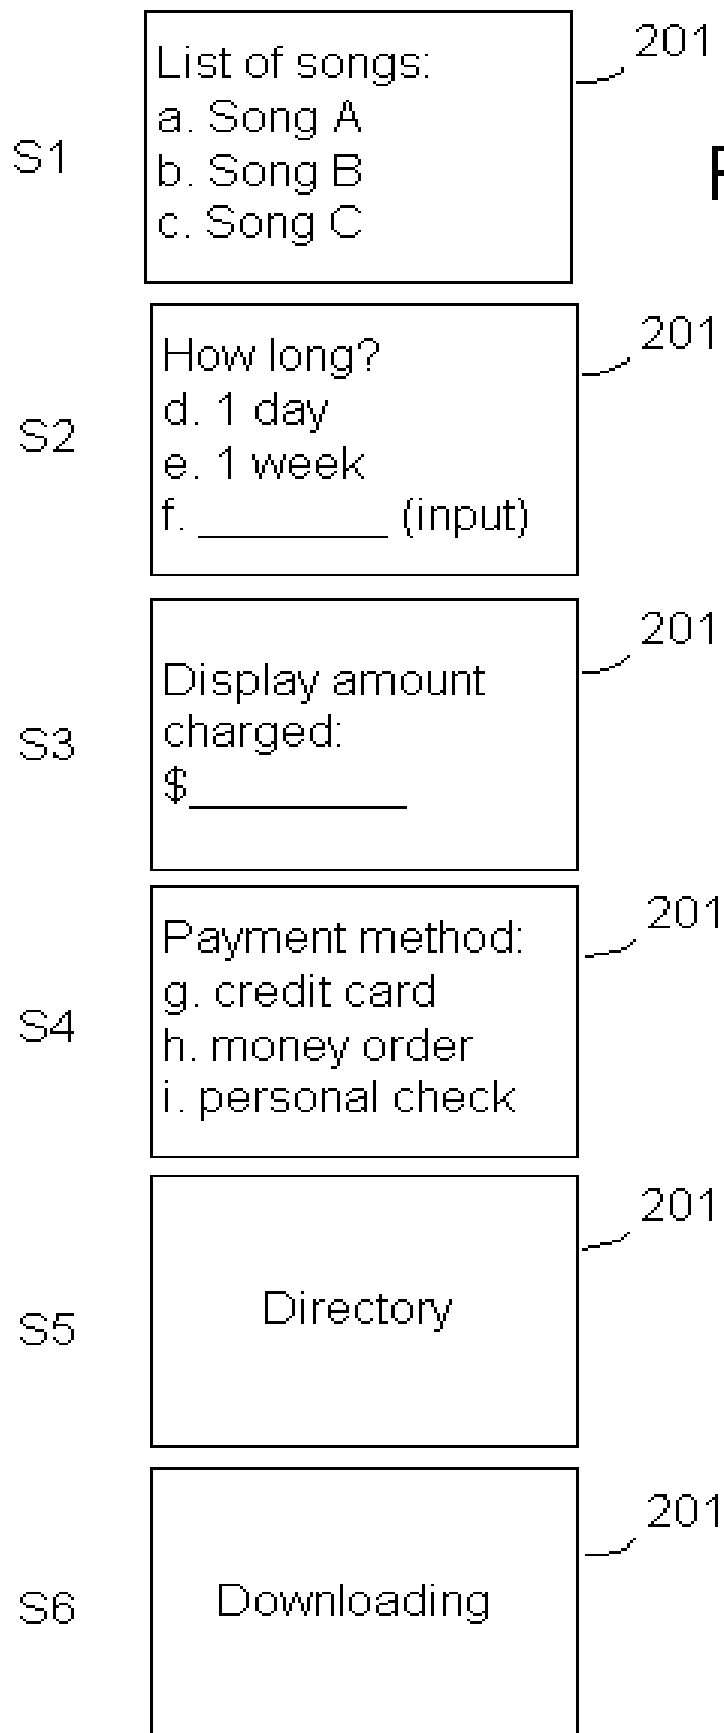 201
List of songs:
S1
a. Song A
b. Song B
c. Song C
201
How long?
S2
d. 1 day
e. 1 week
f. ________ (input)
201
Display amount
S3
charged:
$_________
201
Payment method:
g. credit card
S4
h. money order
i. personal check
201
S5
Directory
201
S6
Downloading